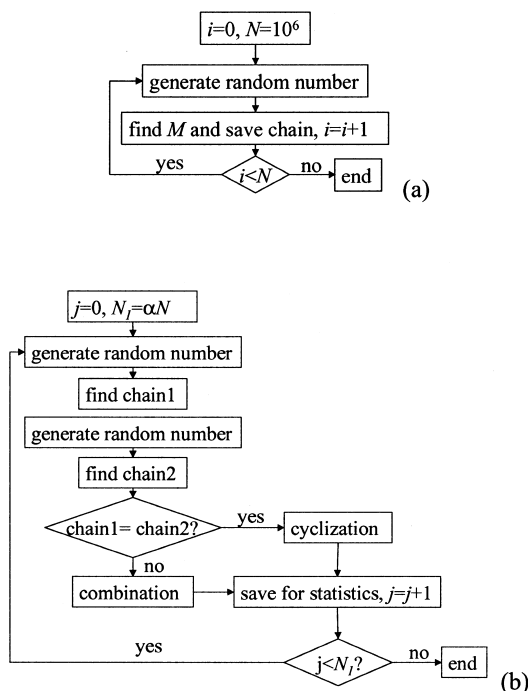 i=0, N=10⁶
generate random number
find M and save chain, i=i+1
yes
i<N
no
end
(a)
j=0, N₁=αN
generate random number
find chain1
generate random number
find chain2
chain1= chain2?
yes
cyclization
no
combination
save for statistics, j=j+1
yes
j<N₁?
no
end
(b)